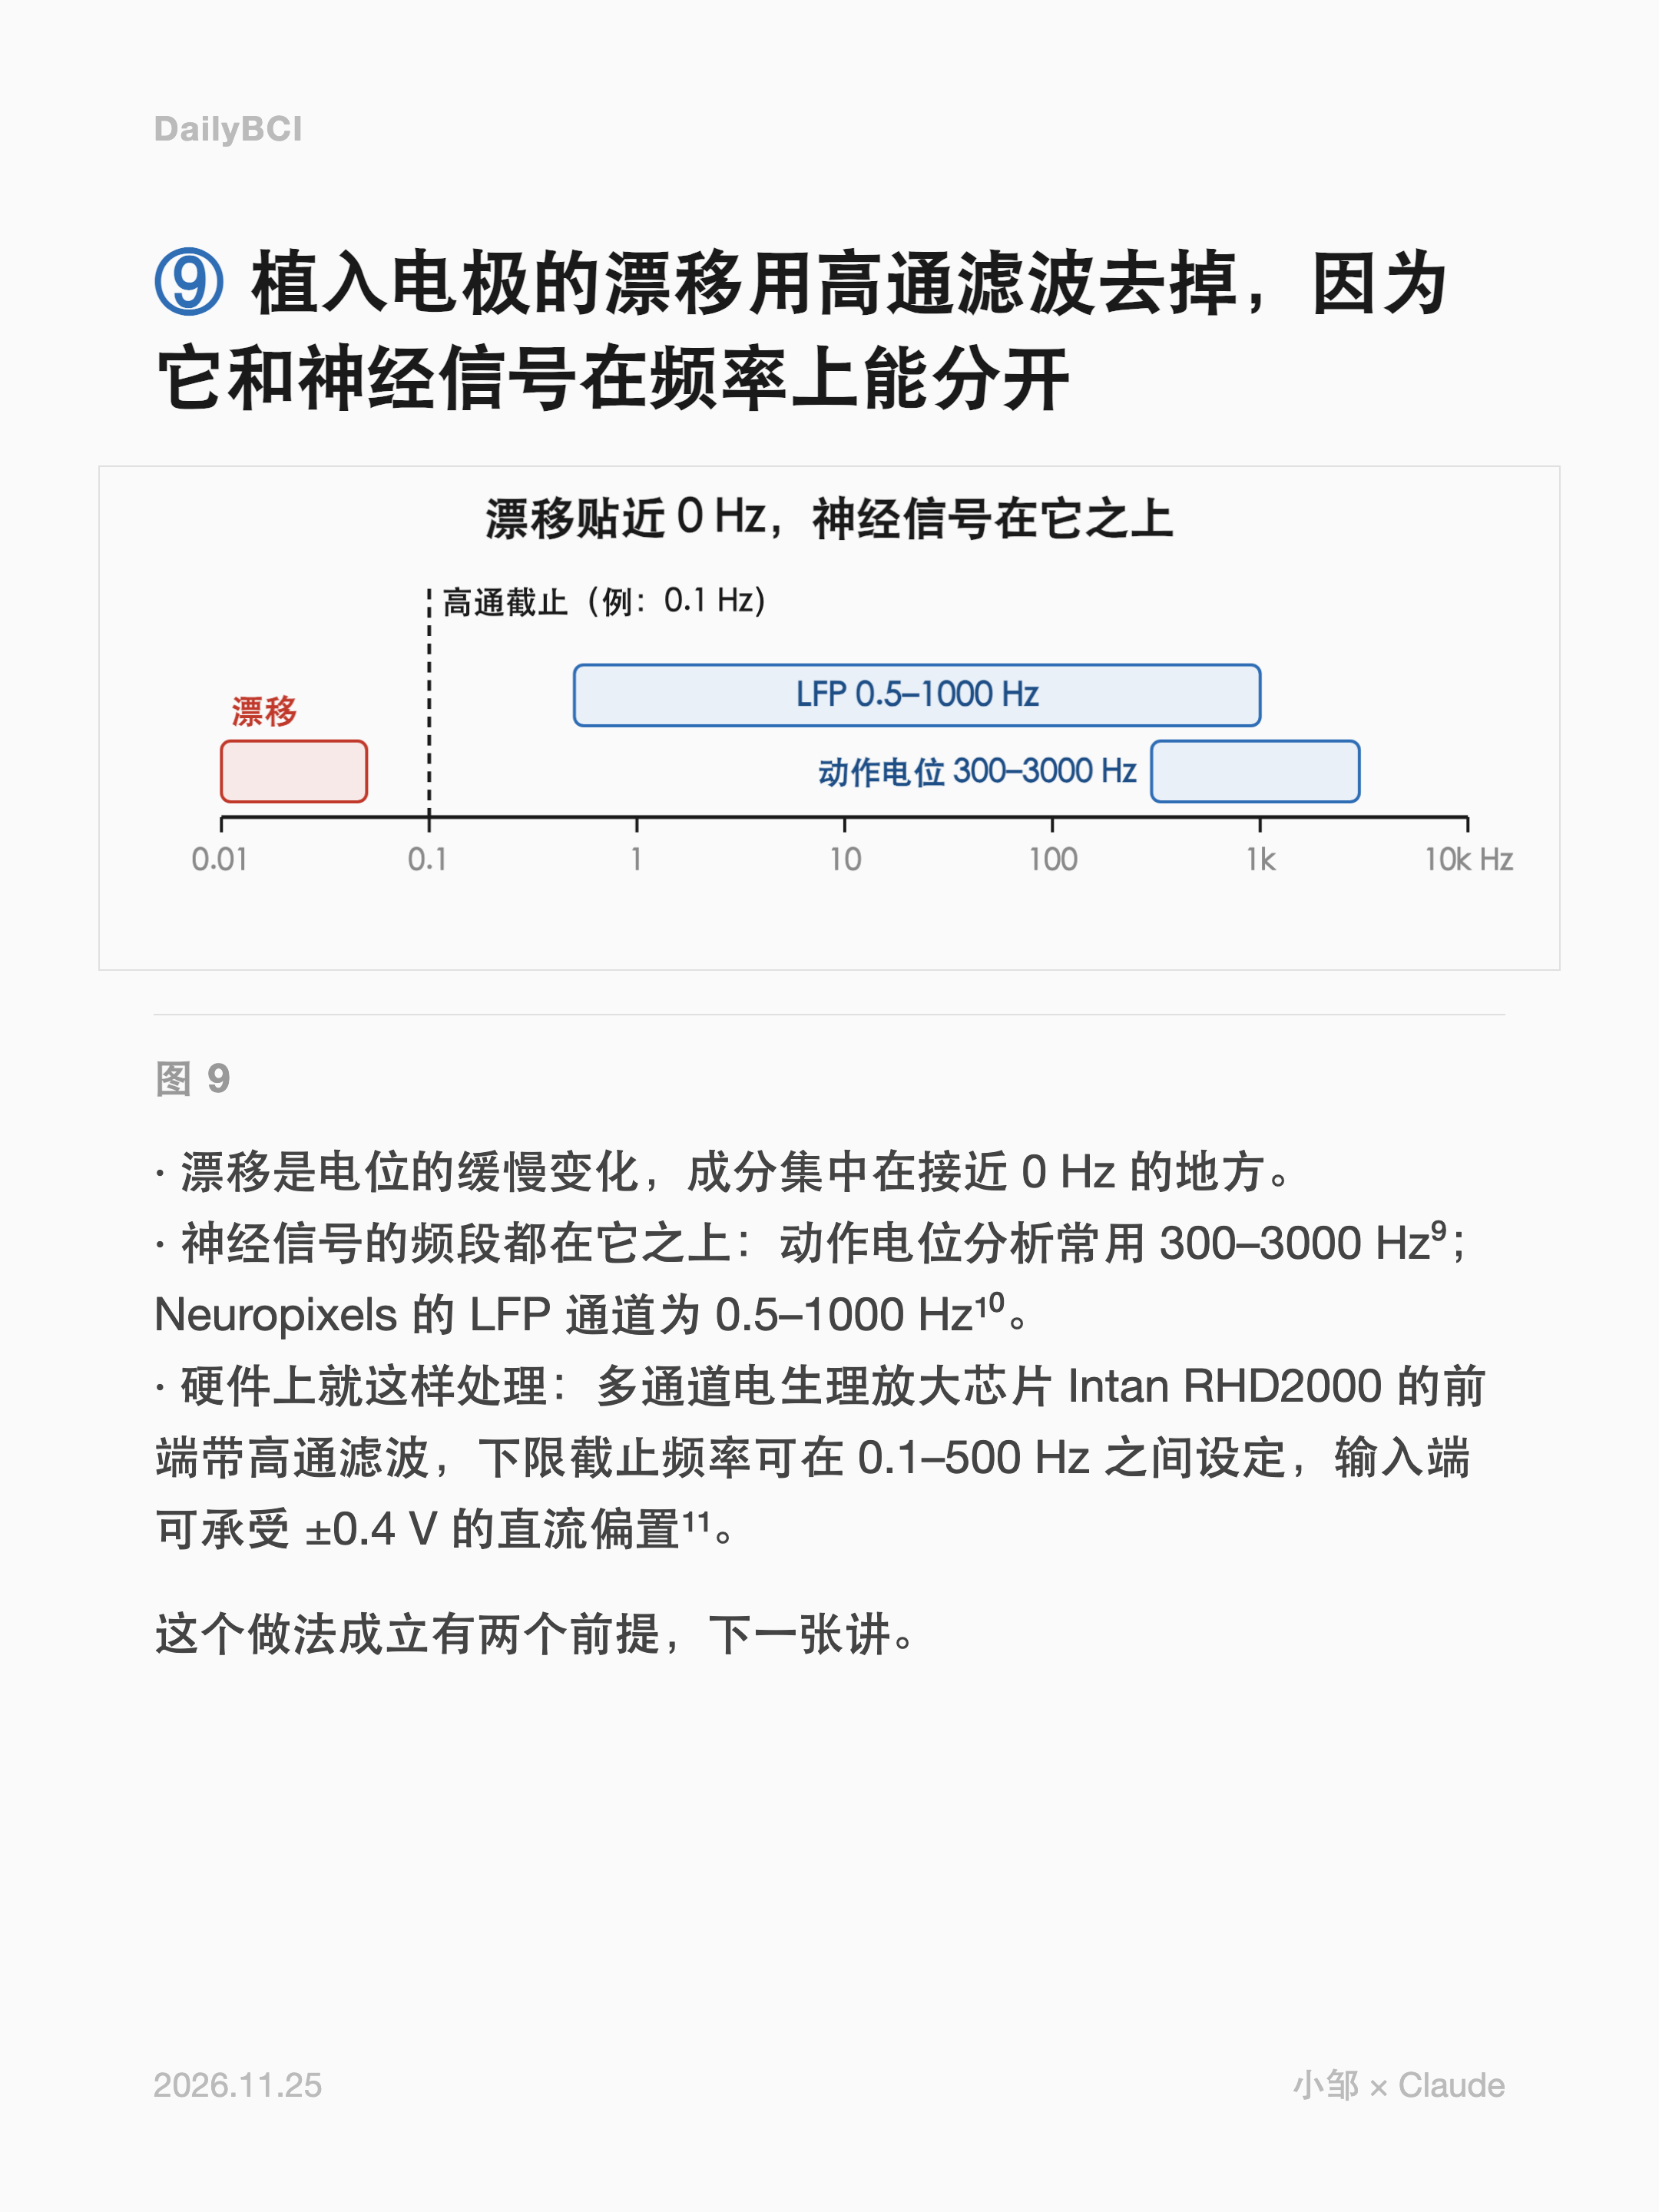 DailyBCI
⑨ 植入电极的漂移用高通滤波去掉，因为
它和神经信号在频率上能分开
漂移贴近 0 Hz，神经信号在它之上
高通截止（例：0.1 Hz）
LFP 0.5–1000 Hz
漂移
动作电位 300–3000 Hz
0.01 0.1 1 10 100 1k 10k Hz
图 9
· 漂移是电位的缓慢变化，成分集中在接近 0 Hz 的地方。
· 神经信号的频段都在它之上：动作电位分析常用 300–3000 Hz⁹；
Neuropixels 的 LFP 通道为 0.5–1000 Hz¹⁰。
· 硬件上就这样处理：多通道电生理放大芯片 Intan RHD2000 的前
端带高通滤波，下限截止频率可在 0.1–500 Hz 之间设定，输入端
可承受 ±0.4 V 的直流偏置¹¹。
这个做法成立有两个前提，下一张讲。
2026.11.25
小邹 × Claude